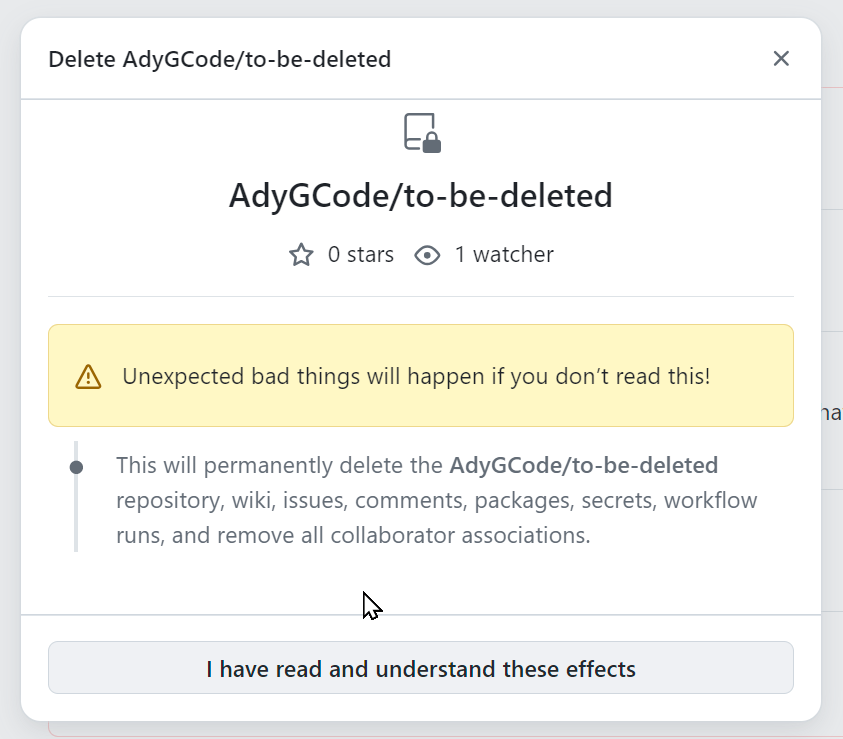 Delete AdyGCode/to-be-deleted
AdyGCode/to-be-deleted
0 stars 1 watcher
Unexpected bad things will happen if you don’t read this!
This will permanently delete the AdyGCode/to-be-deleted
repository, wiki, issues, comments, packages, secrets, workflow
runs, and remove all collaborator associations.
I have read and understand these effects